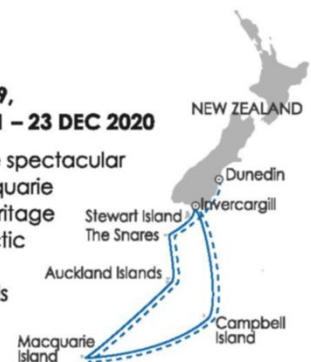 9,
– 23 DEC 2020
spectacular
quarie
ritage
tic
s
NEW ZEALAND
Dunedin
Invercargill
Stewart Island
The Snares
Auckland Islands
Campbell
Island
Macquarie
Island